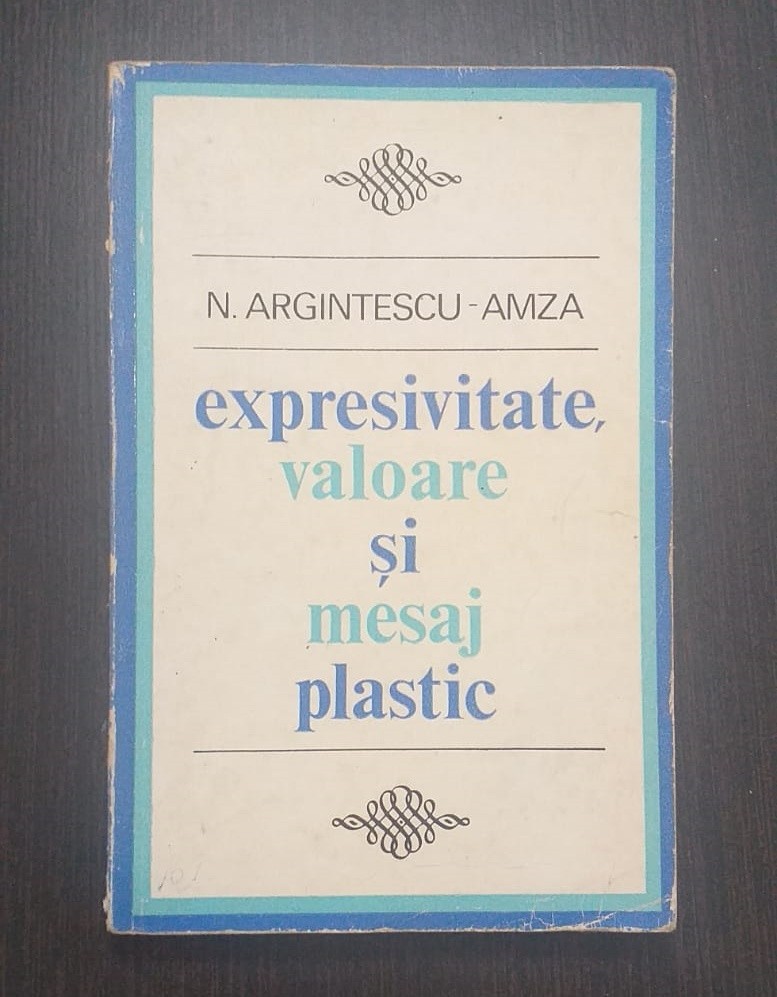 N. ARGINTESCU-AMZA
expresivitate,
valoare
și
mesaj
plastic